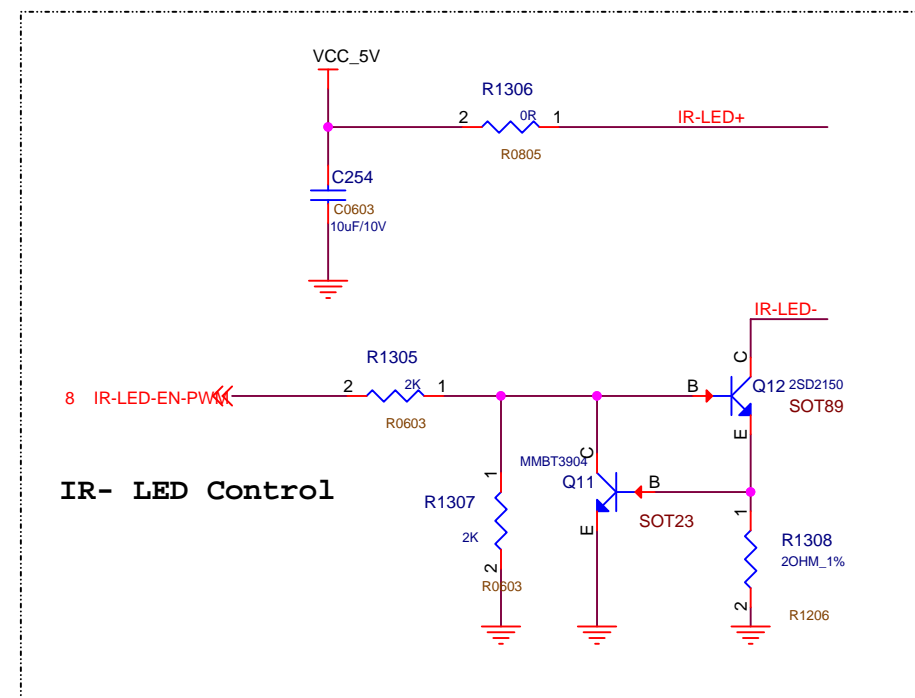 VCC_5V
R1306
2 0R 1
IR-LED+
R0805
C254
C0603
10uF/10V
IR-LED-
R1305
2 2K 1
8 IR-LED-EN-PWM
R0603
C
B Q12 2SD2150
SOT89
E
IR- LED Control
1
R1307
2K
2
R0603
MMBT3904
C
Q11 B
SOT23
E
1
R1308
2OHM_1%
2
R1206